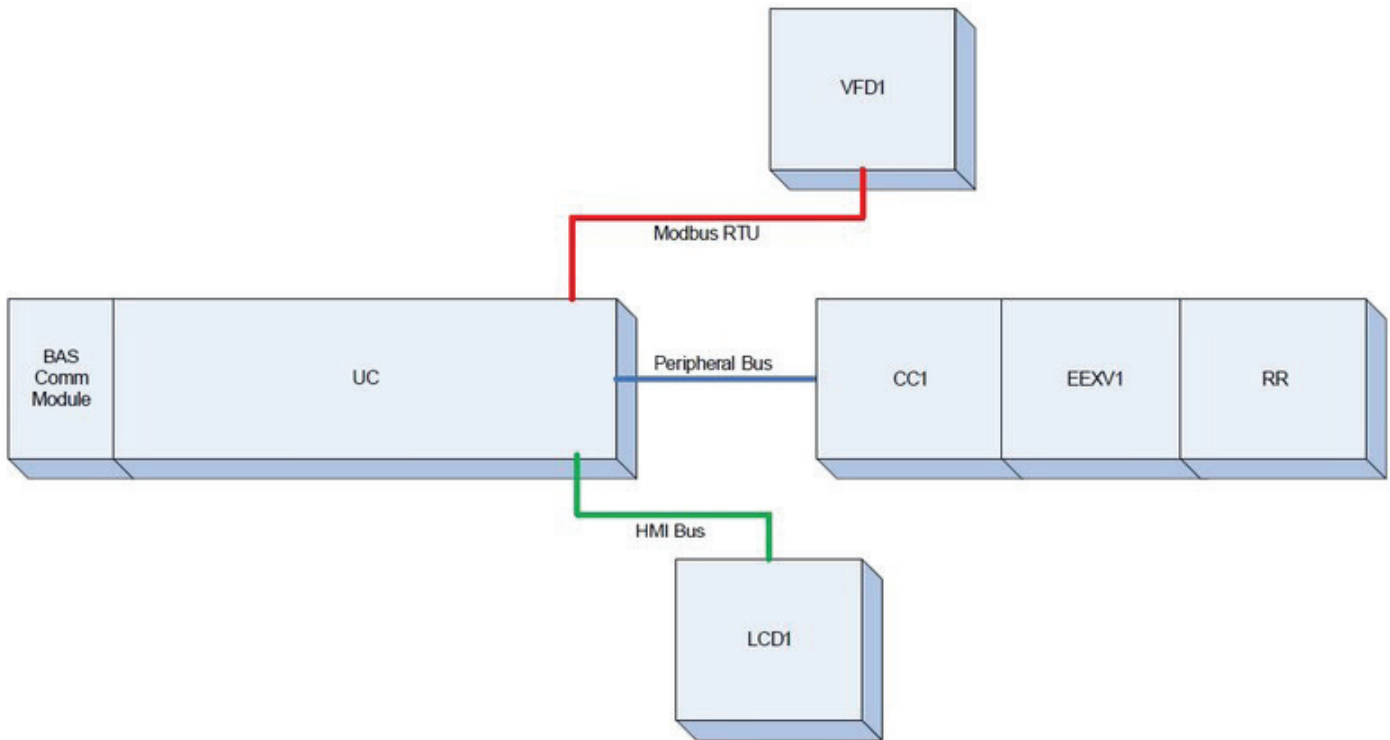 VFD1
Modbus RTU
BAS
Comm
Module
UC
Peripheral Bus
CC1
EEXV1
RR
HMI Bus
LCD1